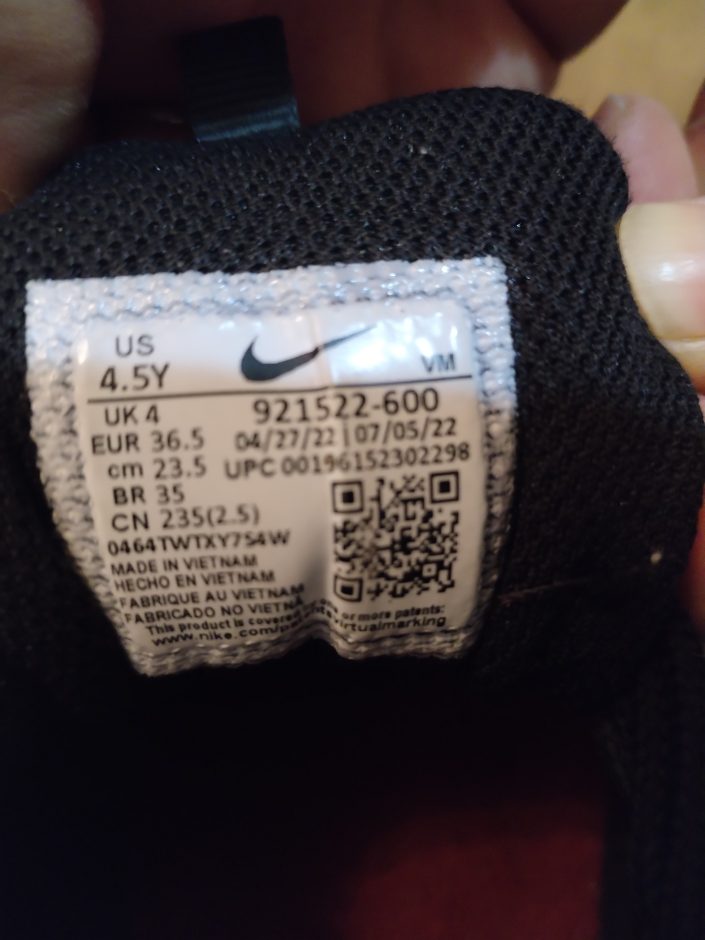 US
4.5Y
VM
UK 4
921522-600
EUR 36.5
04/27/22 | 07/05/22
cm 23.5
UPC 00196152302298
BR 35
CN 235(2.5)
0464TWTXY7S4W
MADE IN VIETNAM
HECHO EN VIETNAM
FABRIQUE AU VIETNAM
FABRICADO NO VIETNA
This product is covered or more patents:
www.nike.com virtualmarking